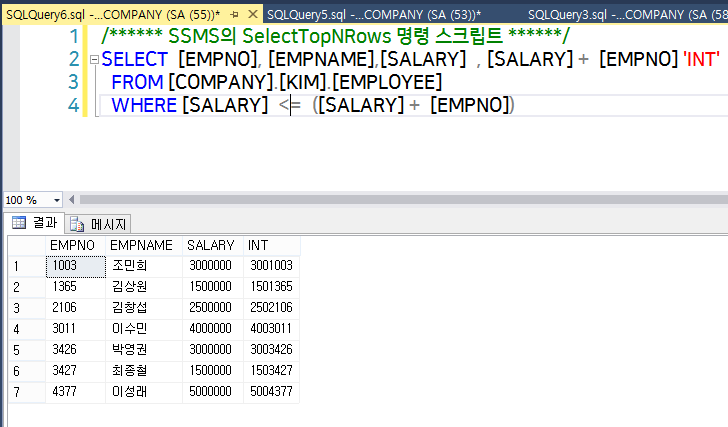 SQLQuery6.sql -...COMPANY (SA (55))* SQLQuery5.sql -...COMPANY (SA (53))* SQLQuery3.sql -...COMPANY (SA (58
1 /****** SSMS의 SelectTopNRows 명령 스크립트 ******/
2 SELECT [EMPNO], [EMPNAME],[SALARY] , [SALARY] + [EMPNO] 'INT'
3 FROM [COMPANY].[KIM].[EMPLOYEE]
4 WHERE [SALARY] <= ([SALARY] + [EMPNO])
100 %
결과 메시지
EMPNO EMPNAME SALARY INT
1 1003 조민희 3000000 3001003
2 1365 김상원 1500000 1501365
3 2106 김창섭 2500000 2502106
4 3011 이수민 4000000 4003011
5 3426 박영권 3000000 3003426
6 3427 최종철 1500000 1503427
7 4377 이성래 5000000 5004377